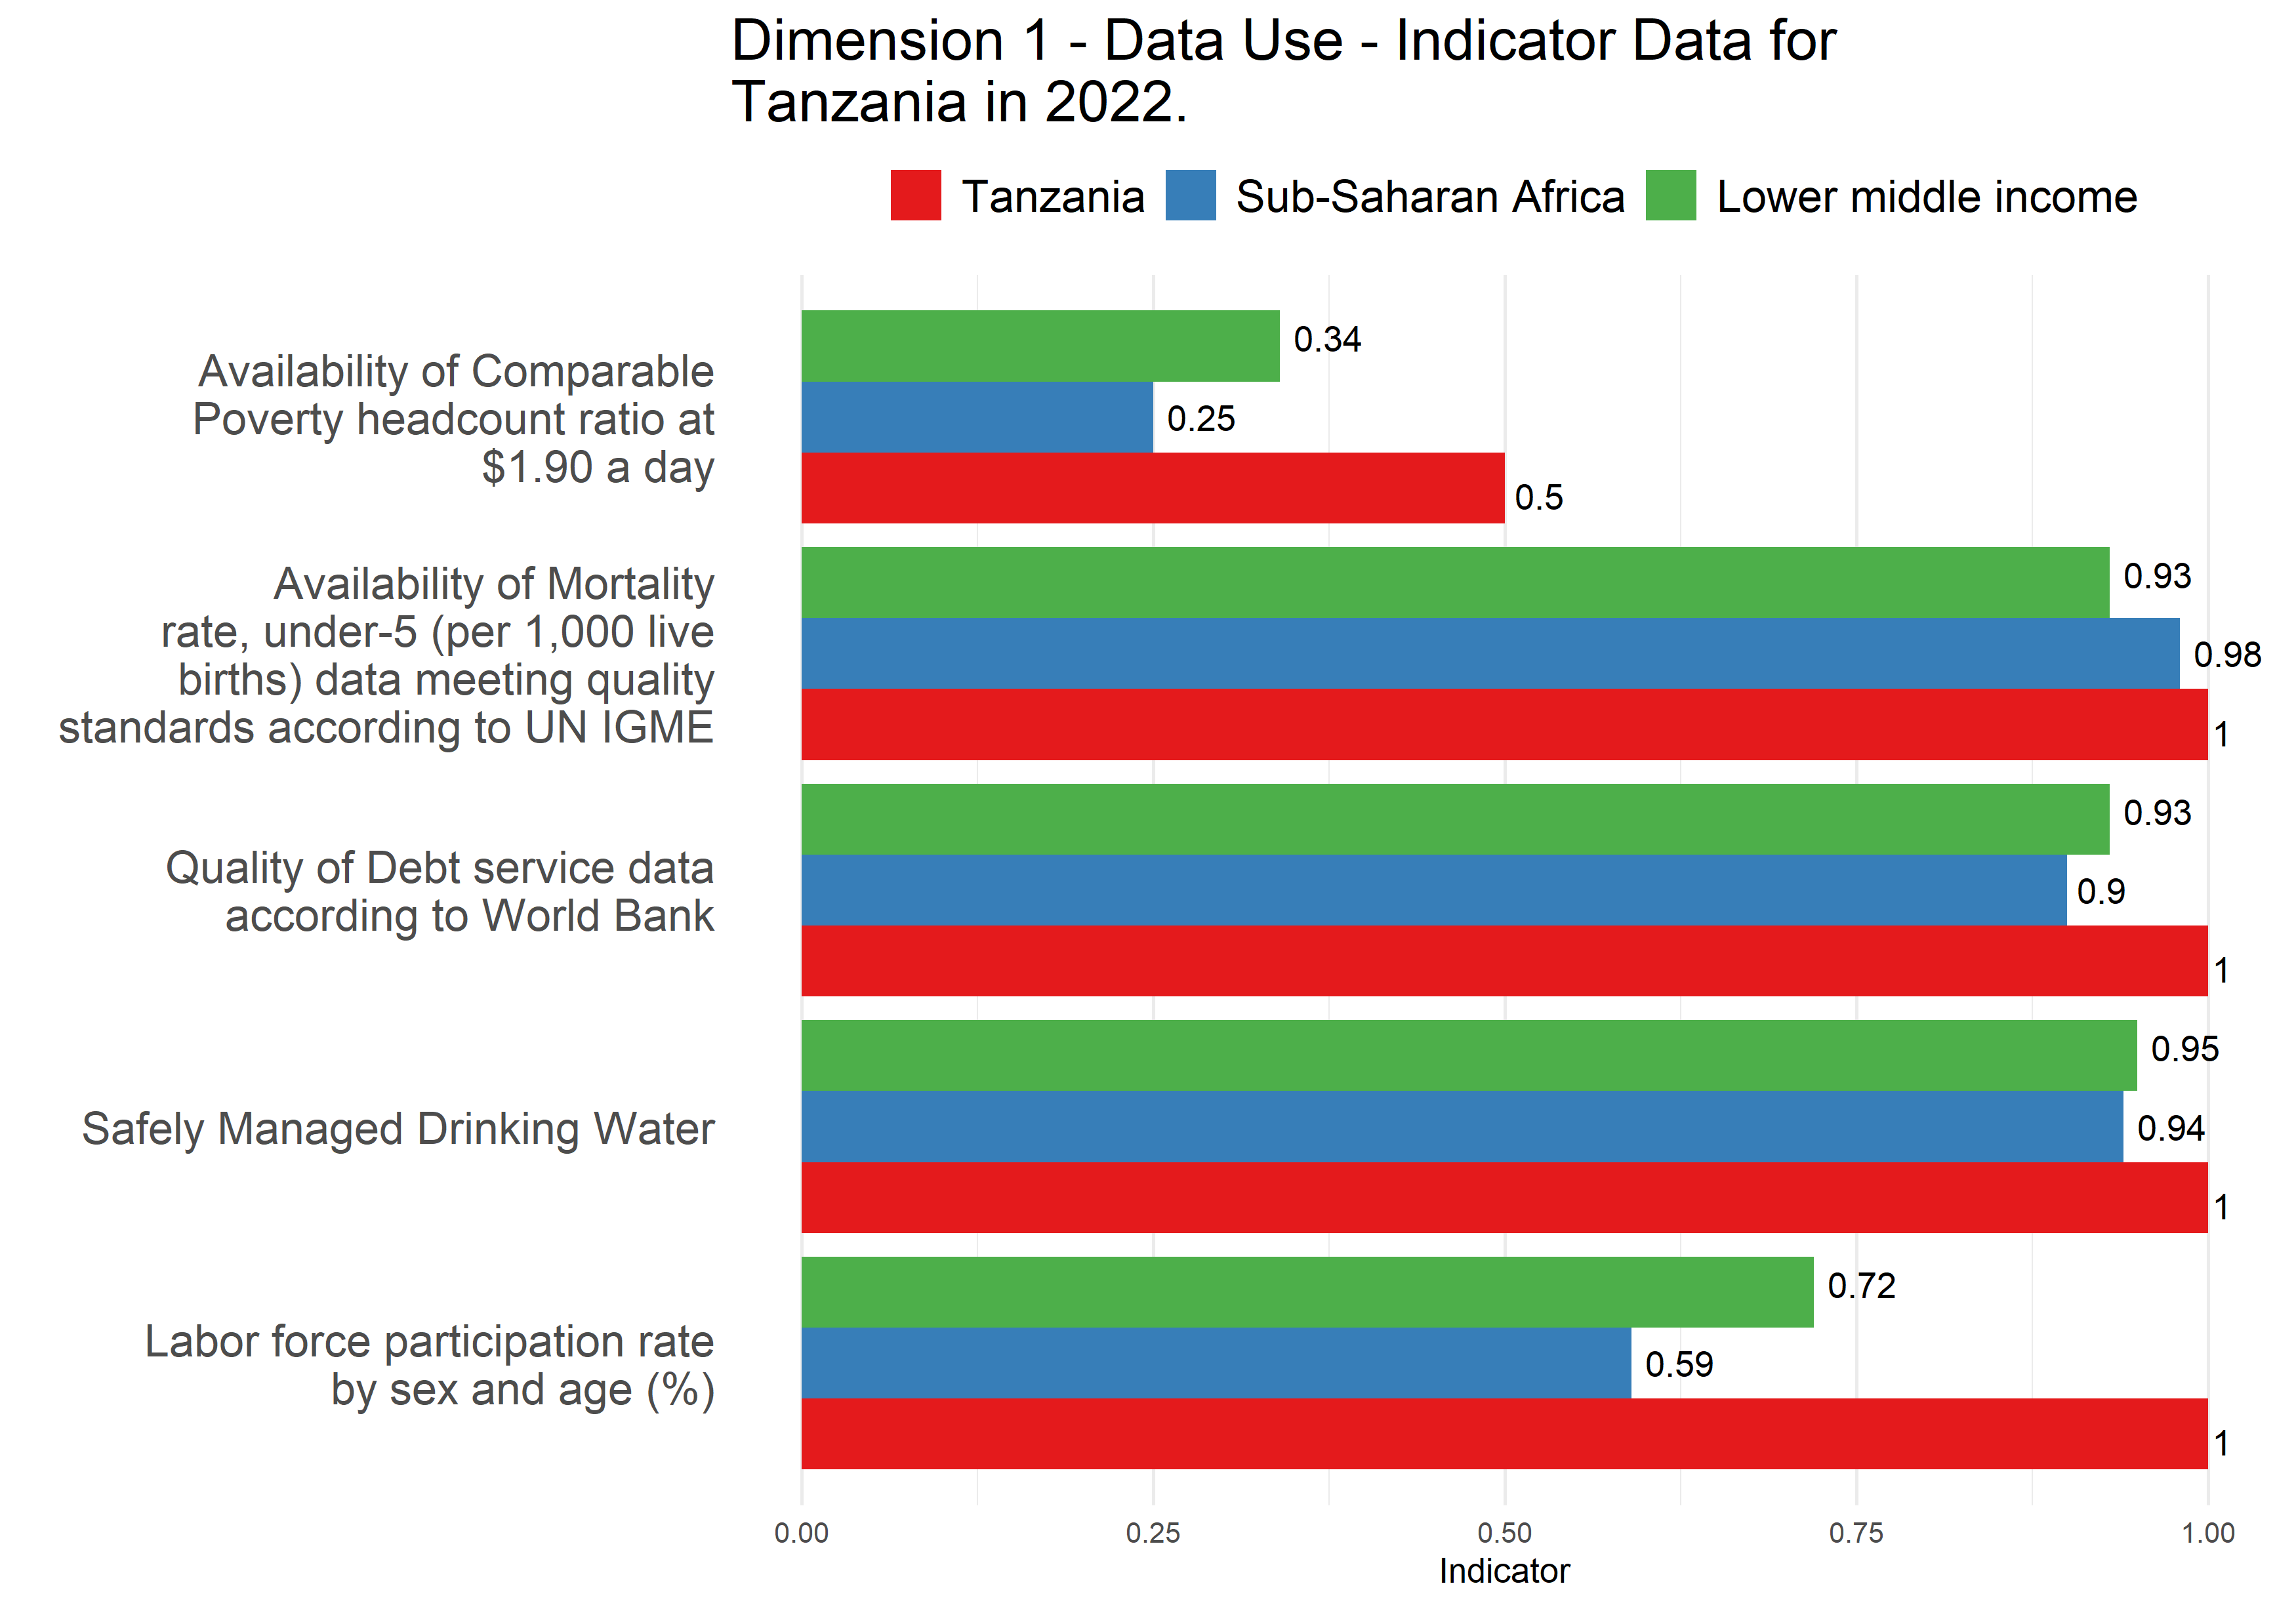 Dimension 1 - Data Use - Indicator Data for
Tanzania in 2022.
Tanzania
Sub-Saharan Africa
Lower middle income
Availability of Comparable
Poverty headcount ratio at
$1.90 a day
0.34
0.25
0.5
Availability of Mortality
rate, under-5 (per 1,000 live
births) data meeting quality
standards according to UN IGME
0.93
0.98
1
Quality of Debt service data
according to World Bank
0.93
0.9
1
Safely Managed Drinking Water
0.95
0.94
1
Labor force participation rate
by sex and age (%)
0.72
0.59
1
0.00
0.25
0.50
0.75
1.00
Indicator